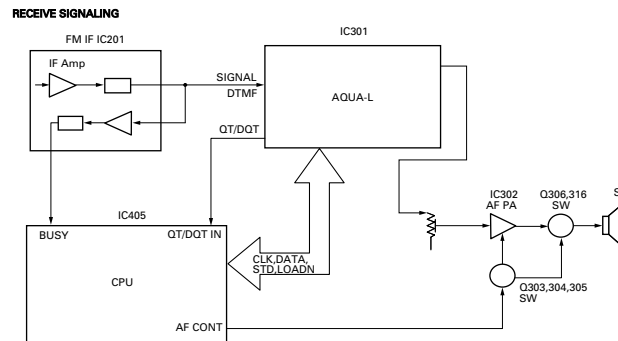 RECEIVE SIGNALING
FM IF IC201
IF Amp
IC301
SIGNAL
DTMF
AQUA-L
QT/DQT
IC302
AF PA
Q306,316
SW
IC405
BUSY
QT/DQT IN
CLK,DATA,
STD,LOADN
CPU
Q303,304,305
SW
AF CONT